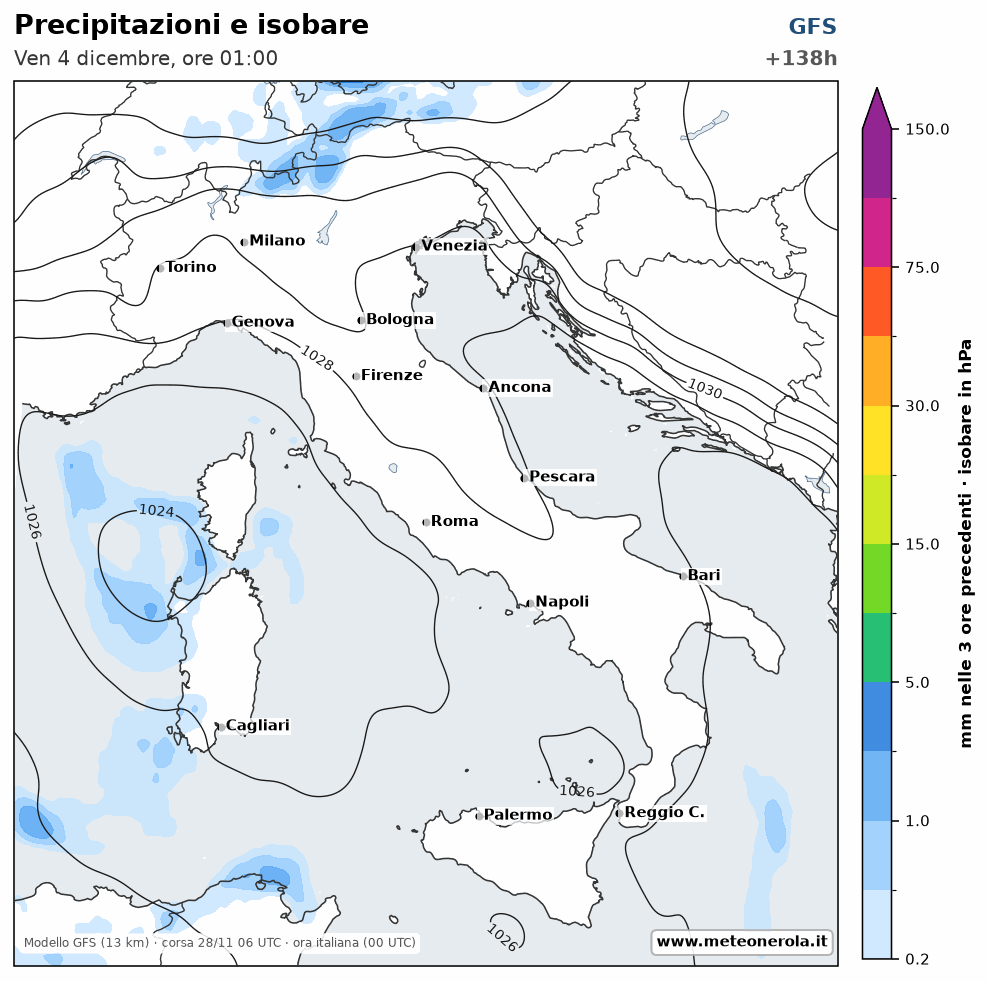 Precipitazioni e isobare
GFS
Ven 4 dicembre, ore 01:00
+138h
150.0
75.0
30.0
15.0
5.0
1.0
0.2
mm nelle 3 ore precedenti · isobare in hPa
Milano
Venezia
Torino
Bologna
Genova
1028
Firenze
Ancona
1030
Pescara
1026
1024
Roma
Bari
Napoli
Cagliari
1026
Palermo
Reggio C.
1026
Modello GFS (13 km) · corsa 28/11 06 UTC · ora italiana (00 UTC)
www.meteonerola.it